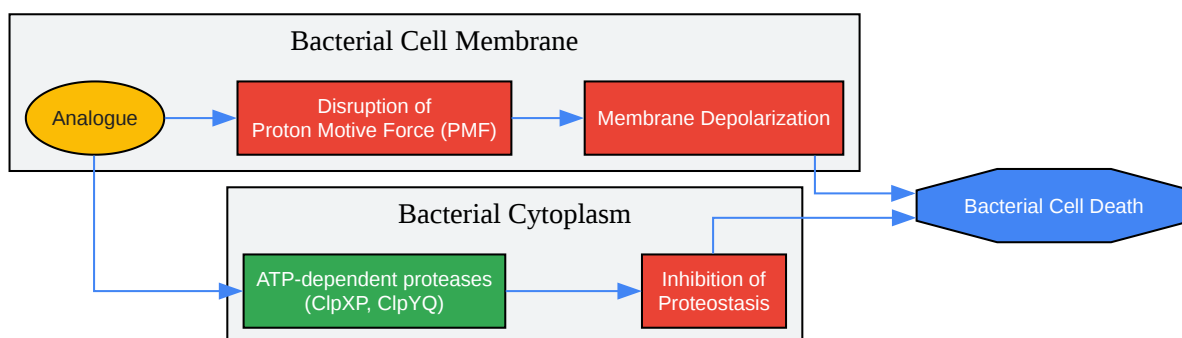 Bacterial Cell Membrane
Analogue
Disruption of
Proton Motive Force (PMF)
Membrane Depolarization
Bacterial Cell Death
Bacterial Cytoplasm
ATP-dependent proteases
(ClpXP, ClpYQ)
Inhibition of
Proteostasis